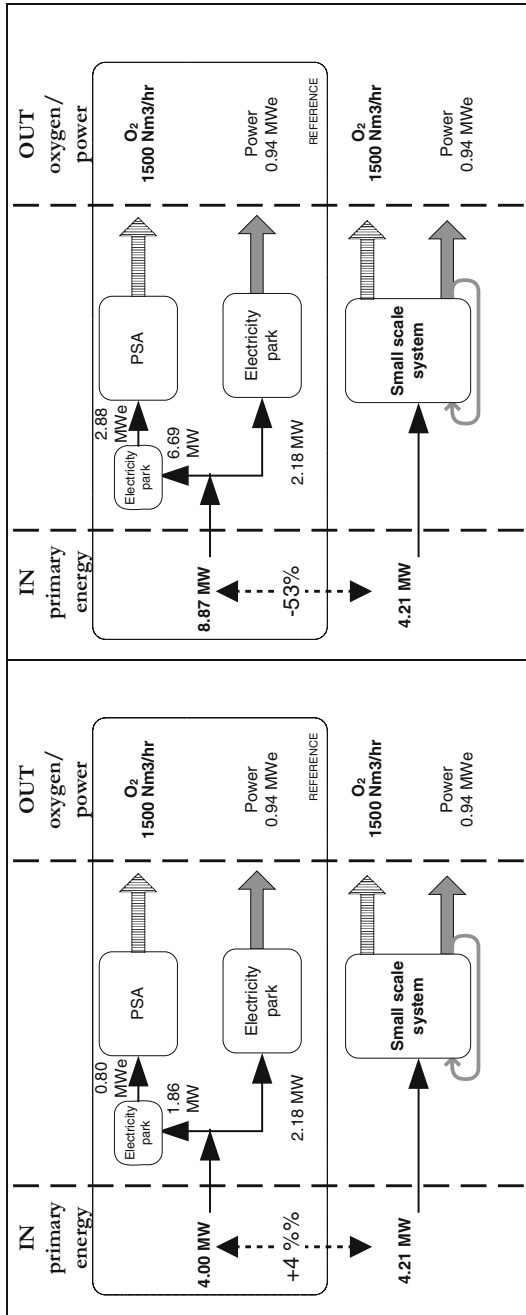 IN
primary
energy
OUT
oxygen/
power
4.00 MW
Electricity
park
0.80
MWe
1.86
MW
PSA
O2
1500 Nm3/hr
2.18 MW
Electricity
park
Power
0.94 MWe
REFERENCE
+4 %%
4.21 MW
Small scale
system
O2
1500 Nm3/hr
Power
0.94 MWe
IN
primary
energy
OUT
oxygen/
power
8.87 MW
Electricity
park
2.88
MWe
6.69
MW
PSA
O2
1500 Nm3/hr
2.18 MW
Electricity
park
Power
0.94 MWe
REFERENCE
-53%
4.21 MW
Small scale
system
O2
1500 Nm3/hr
Power
0.94 MWe